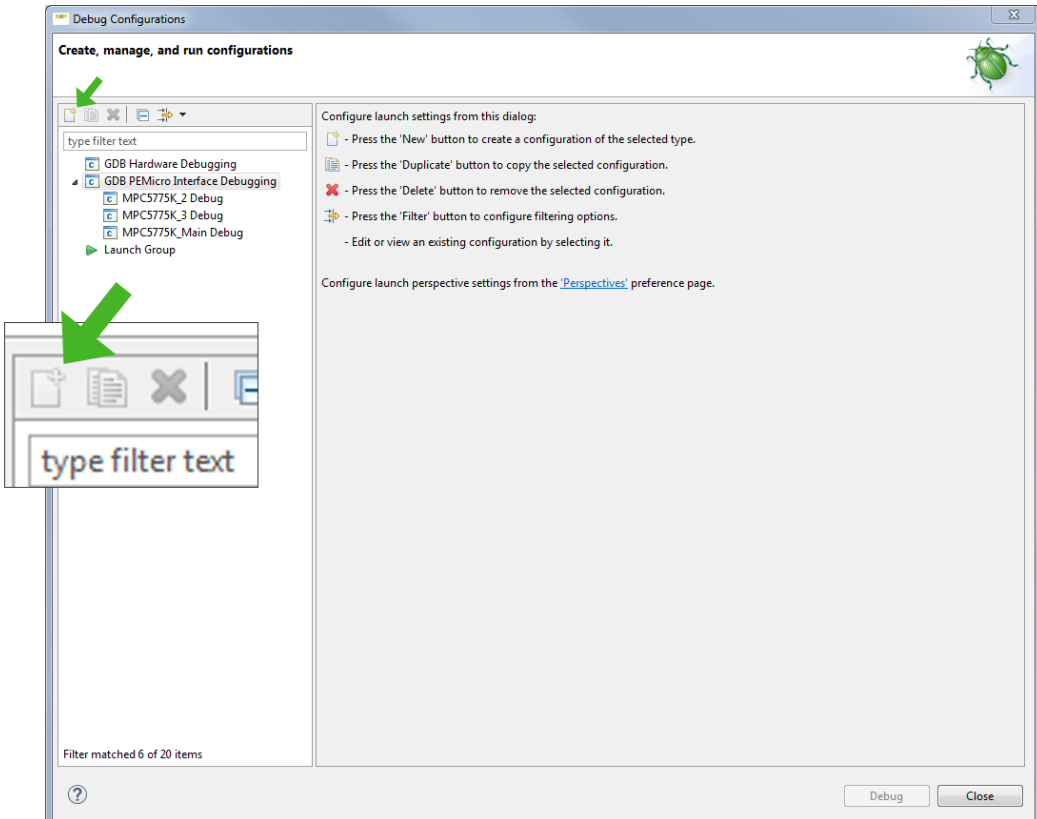 Debug Configurations
Create, manage, and run configurations
type filter text
GDB Hardware Debugging
GDB PEMicro Interface Debugging
MPC5775K_2 Debug
MPC5775K_3 Debug
MPC5775K_Main Debug
Launch Group
type filter text
Filter matched 6 of 20 items
Configure launch settings from this dialog:
- Press the 'New' button to create a configuration of the selected type.
- Press the 'Duplicate' button to copy the selected configuration.
- Press the 'Delete' button to remove the selected configuration.
- Press the 'Filter' button to configure filtering options.
- Edit or view an existing configuration by selecting it.
Configure launch perspective settings from the 'Perspectives' preference page.
Debug
Close